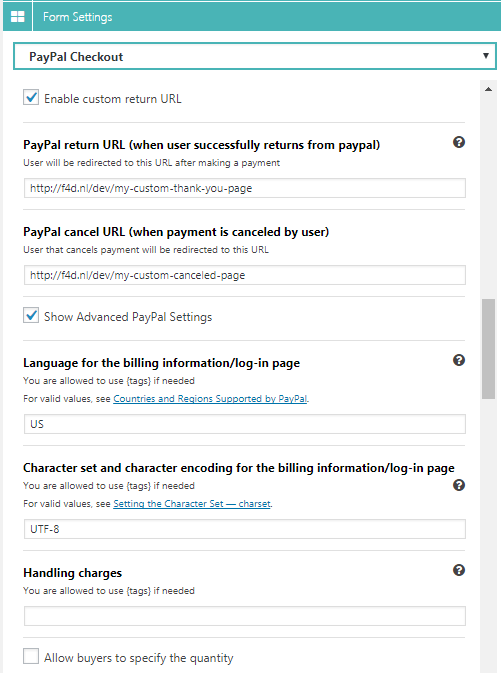 Form Settings
PayPal Checkout
Enable custom return URL
PayPal return URL (when user successfully returns from paypal)
User will be redirected to this URL after making a payment
http://f4d.nl/dev/my-custom-thank-you-page
PayPal cancel URL (when payment is canceled by user)
User that cancels payment will be redirected to this URL
http://f4d.nl/dev/my-custom-canceled-page
Show Advanced PayPal Settings
Language for the billing information/log-in page
You are allowed to use {tags} if needed
For valid values, see Countries and Regions Supported by PayPal.
US
Character set and character encoding for the billing information/log-in page
You are allowed to use {tags} if needed
For valid values, see Setting the Character Set — charset.
UTF-8
Handling charges
You are allowed to use {tags} if needed
Allow buyers to specify the quantity